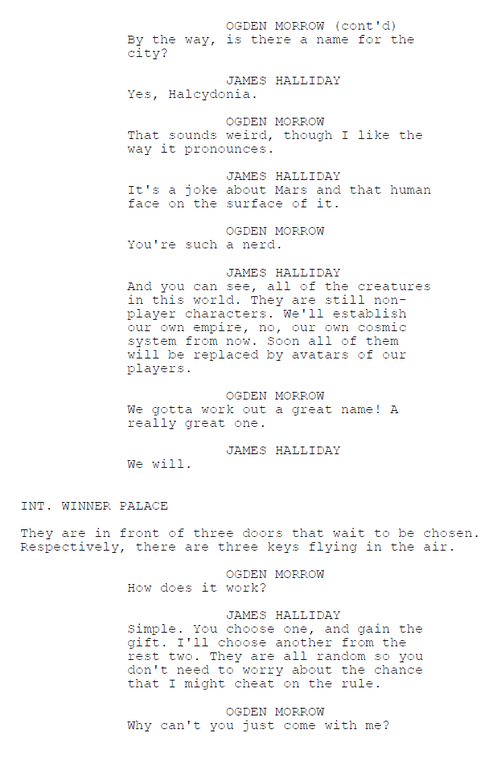 OGDEN MORROW (cont'd)
By the way, is there a name for the
city?
JAMES HALLIDAY
Yes, Halcydonia.
OGDEN MORROW
That sounds weird, though I like the
way it pronounces.
JAMES HALLIDAY
It's a joke about Mars and that human
face on the surface of it.
OGDEN MORROW
You're such a nerd.
JAMES HALLIDAY
And you can see, all of the creatures
in this world. They are still non-
player characters. We'll establish
our own empire, no, our own cosmic
system from now. Soon all of them
will be replaced by avatars of our
players.
OGDEN MORROW
We gotta work out a great name! A
really great one.
JAMES HALLIDAY
We will.
INT. WINNER PALACE
They are in front of three doors that wait to be chosen.
Respectively, there are three keys flying in the air.
OGDEN MORROW
How does it work?
JAMES HALLIDAY
Simple. You choose one, and gain the
gift. I'll choose another from the
rest two. They are all random so you
don't need to worry about the chance
that I might cheat on the rule.
OGDEN MORROW
Why can't you just come with me?